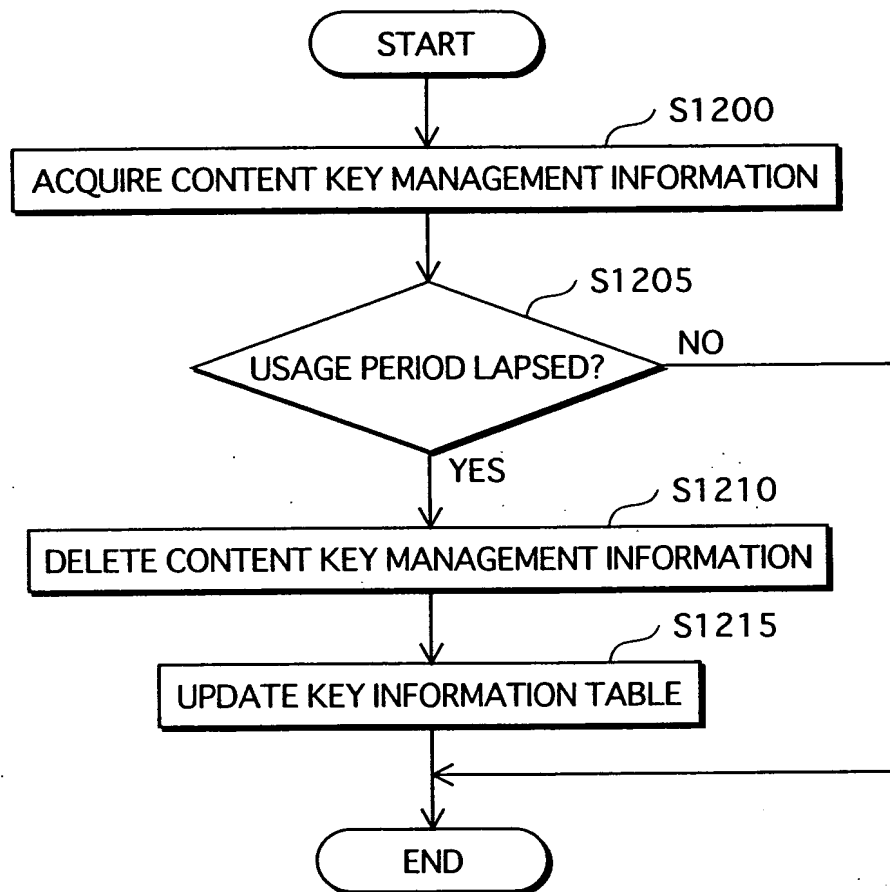 START
S1200
ACQUIRE CONTENT KEY MANAGEMENT INFORMATION
S1205
USAGE PERIOD LAPSED?
NO
YES
S1210
DELETE CONTENT KEY MANAGEMENT INFORMATION
S1215
UPDATE KEY INFORMATION TABLE
END